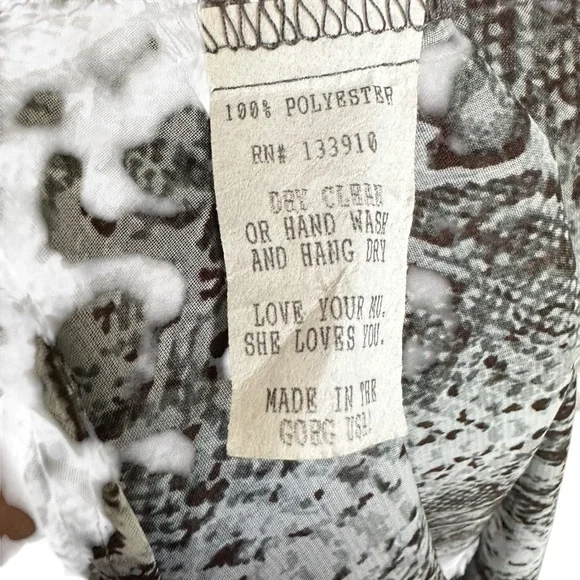 100% POLYESTER
RN# 133910
DRY CLEAN
OR HAND WASH
AND HANG DRY
LOVE YOUR MU.
SHE LOVES YOU.
MADE IN THE
GORG USA!